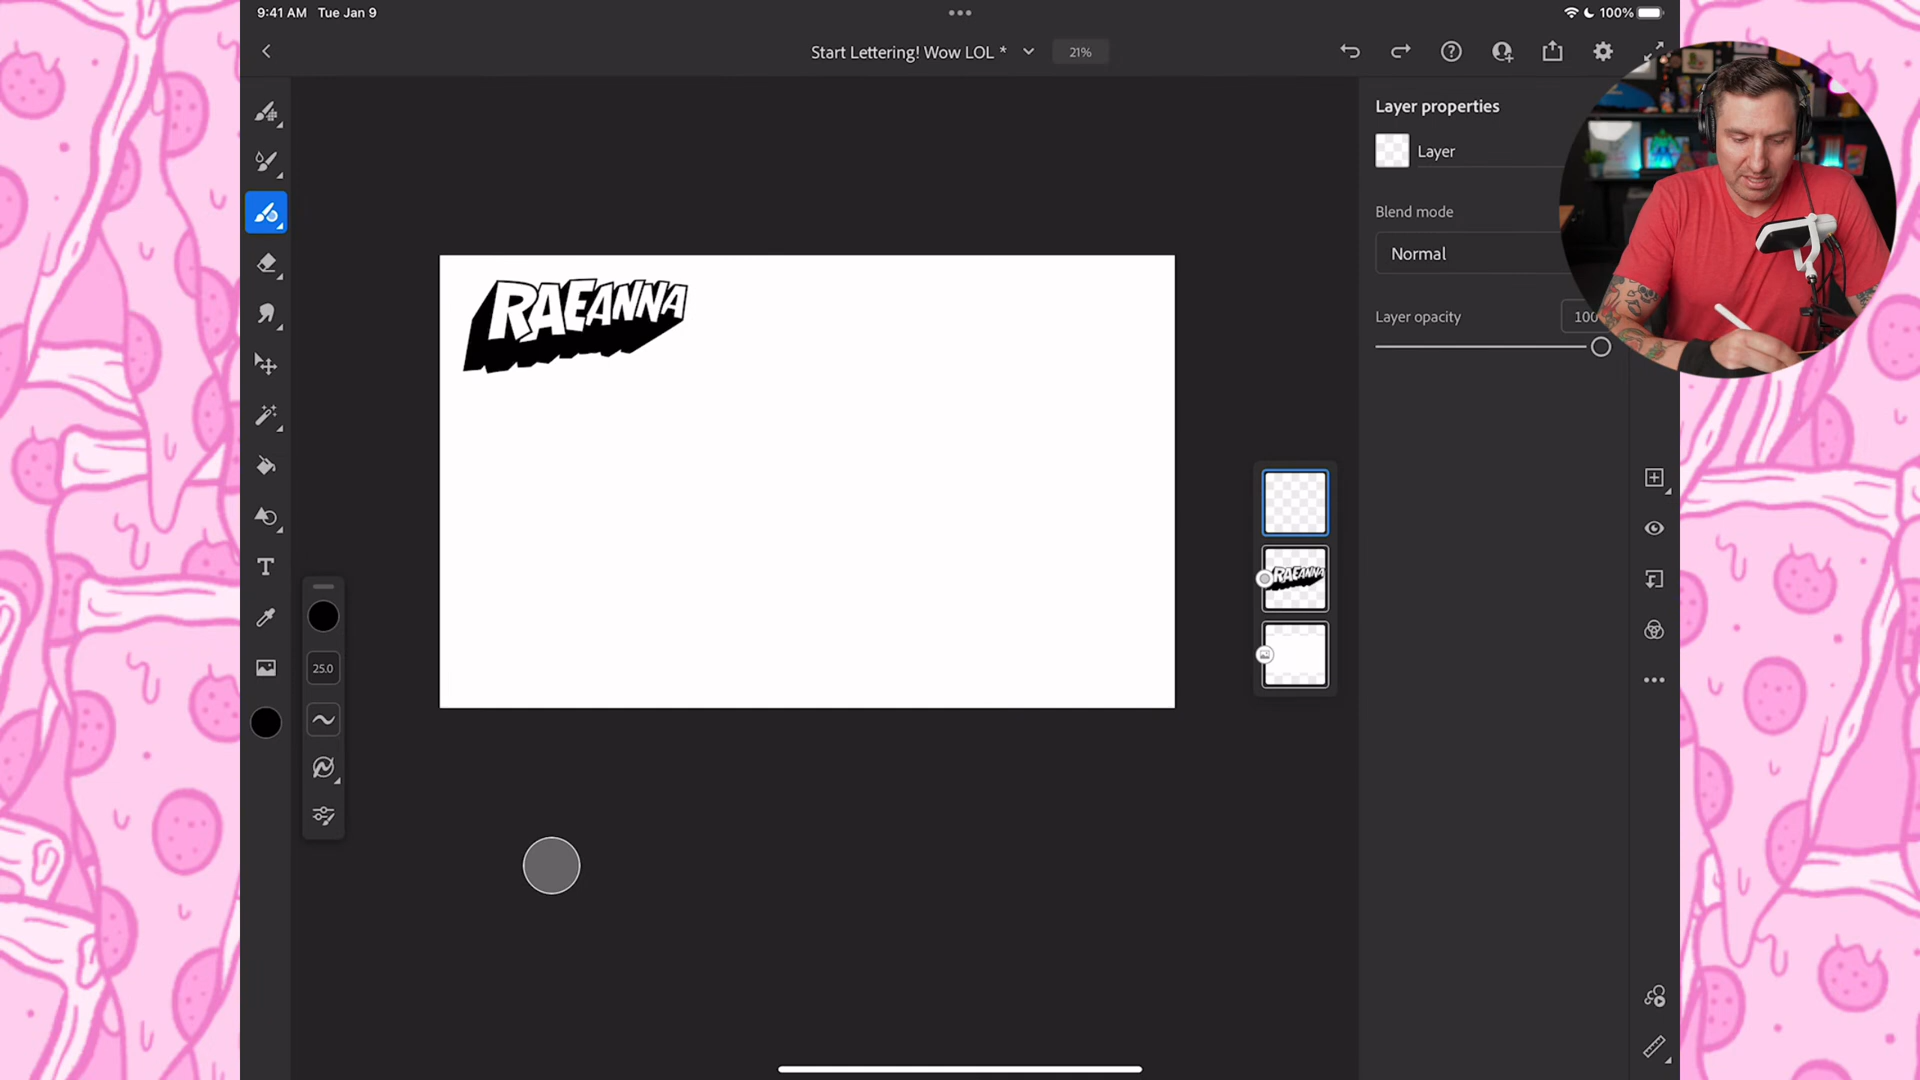 9:41 AM Tue Jan 9
100%
Start Lettering! Wow LOL *
21%
Layer properties
Layer
Blend mode
Normal
Layer opacity
100
RAEANNA
RAEANNA
25.0